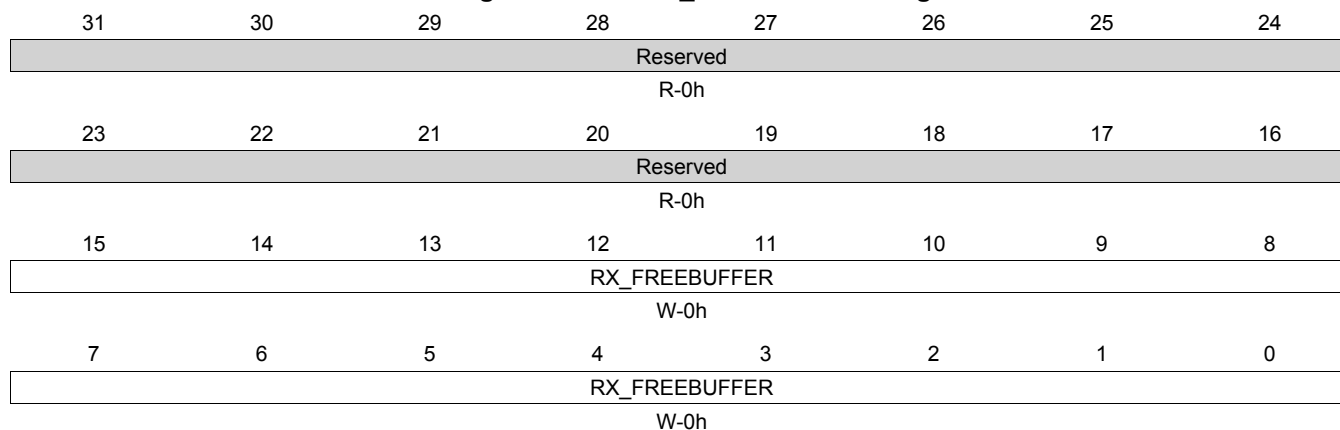 31 30 29 28 27 26 25 24
Reserved
R-0h
23 22 21 20 19 18 17 16
Reserved
R-0h
15 14 13 12 11 10 9 8
RX_FREEBUFFER
W-0h
7 6 5 4 3 2 1 0
RX_FREEBUFFER
W-0h